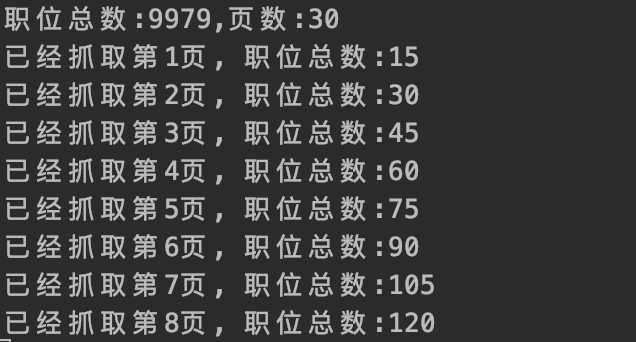 职位总数:9979,页数:30
已经抓取第1页, 职位总数:15
已经抓取第2页, 职位总数:30
已经抓取第3页, 职位总数:45
已经抓取第4页, 职位总数:60
已经抓取第5页, 职位总数:75
已经抓取第6页, 职位总数:90
已经抓取第7页, 职位总数:105
已经抓取第8页, 职位总数:120